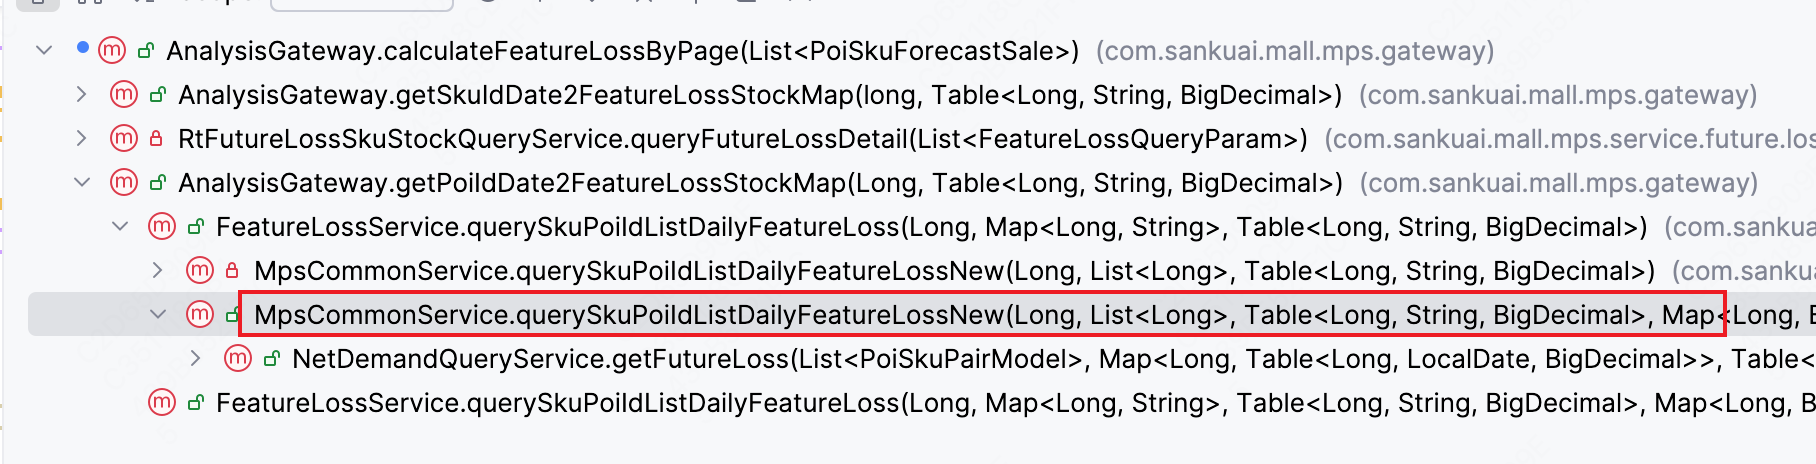 AnalysisGateway.calculateFeatureLossByPage(List<PoiSkuForecastSale>) (com.sankuai.mall.mps.gateway)
AnalysisGateway.getSkuIdDate2FeatureLossStockMap(long, Table<Long, String, BigDecimal>) (com.sankuai.mall.mps.gateway)
RtFutureLossSkuStockQueryService.queryFutureLossDetail(List<FeatureLossQueryParam>) (com.sankuai.mall.mps.service.future.los
AnalysisGateway.getPoiIdDate2FeatureLossStockMap(Long, Table<Long, String, BigDecimal>) (com.sankuai.mall.mps.gateway)
FeatureLossService.querySkuPoiIdListDailyFeatureLoss(Long, Map<Long, String>, Table<Long, String, BigDecimal>) (com.sankua
MpsCommonService.querySkuPoiIdListDailyFeatureLossNew(Long, List<Long>, Table<Long, String, BigDecimal>) (com.sanku
MpsCommonService.querySkuPoiIdListDailyFeatureLossNew(Long, List<Long>, Table<Long, String, BigDecimal>, Map<Long, B
NetDemandQueryService.getFutureLoss(List<PoiSkuPairModel>, Map<Long, Table<Long, LocalDate, BigDecimal>>, Table<
FeatureLossService.querySkuPoiIdListDailyFeatureLoss(Long, Map<Long, String>, Table<Long, String, BigDecimal>, Map<Long, B